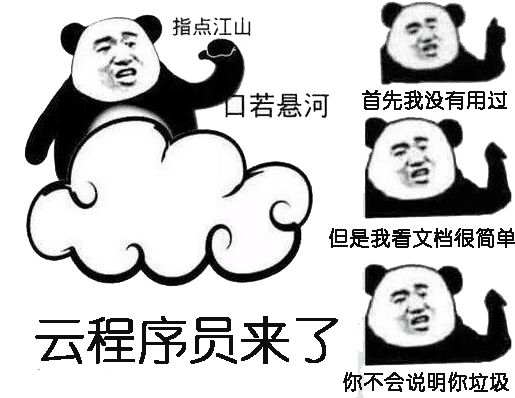 指点江山
口若悬河
云程序员来了
首先我没有用过
但是我看文档很简单
你不会说明你垃圾